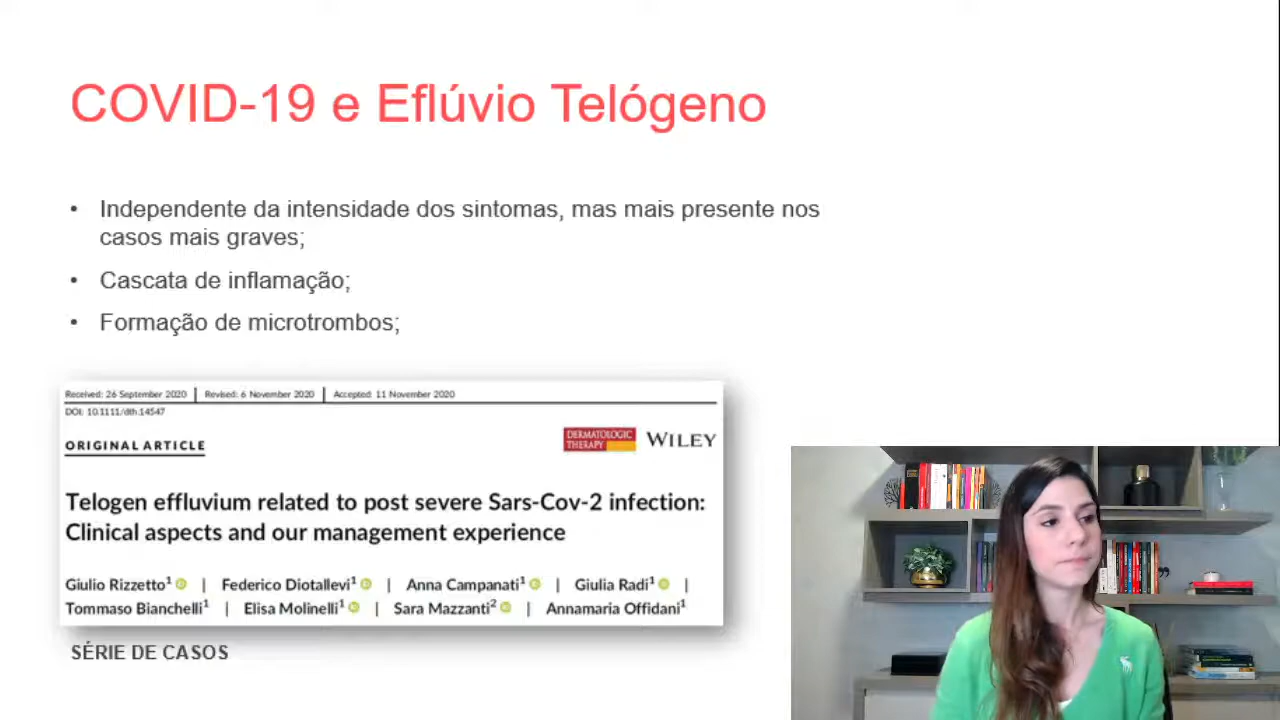 COVID-19 e Eflúvio Telógeno
• Independente da intensidade dos sintomas, mas mais presente nos
casos mais graves;
• Cascata de inflamação;
• Formação de microtrombos;
Received: 26 September 2020 | Revised: 6 November 2020 | Accepted: 11 November 2020
DOI: 10.1111/dth.14547
ORIGINAL ARTICLE
DERMATOLOGIC
THERAPY
WILEY
Telogen effluvium related to post severe Sars-Cov-2 infection:
Clinical aspects and our management experience
Giulio Rizzetto1 | Federico Diotallevi1 | Anna Campanati1 | Giulia Radi1 |
Tommaso Bianchelli1 | Elisa Molinelli1 | Sara Mazzanti2 | Annamaria Offidani1
SÉRIE DE CASOS